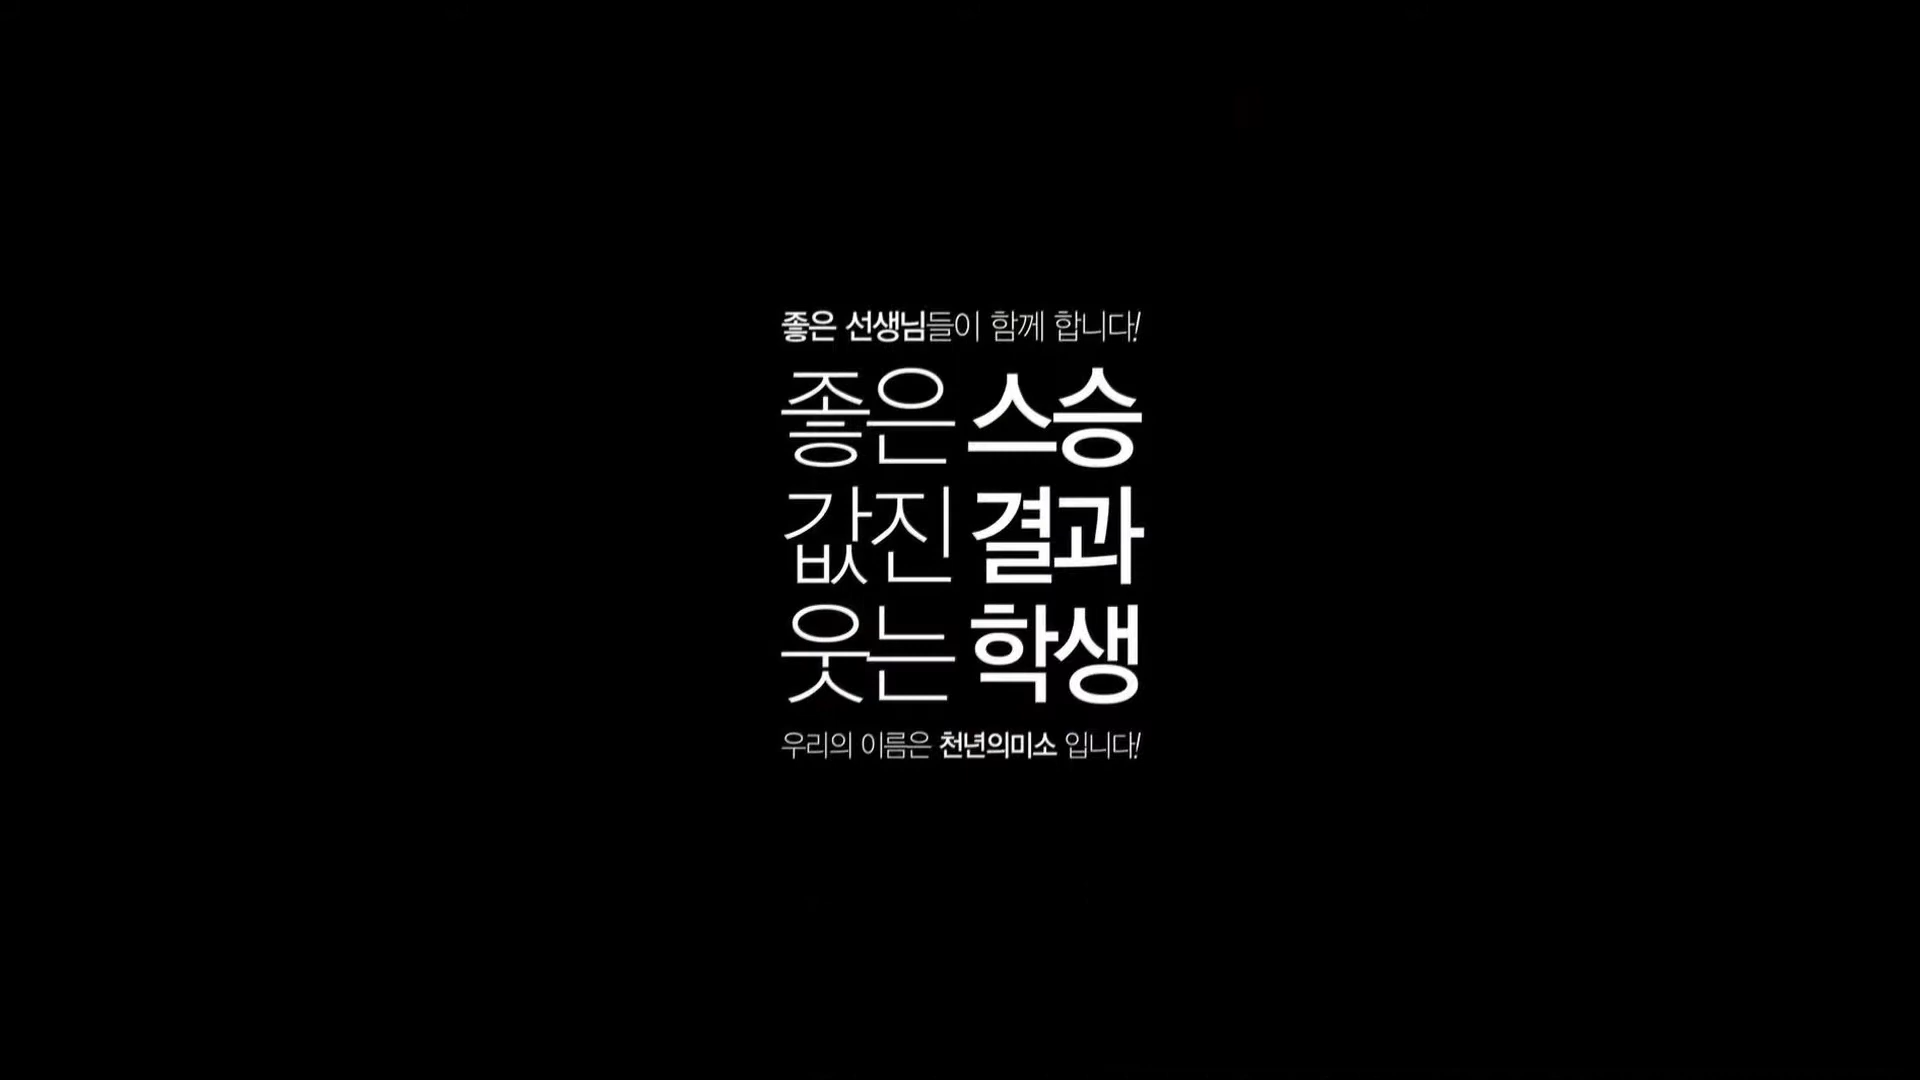 좋은 선생님들이 함께 합니다!
좋은 스승
값진 결과
웃는 학생
우리의 이름은 천년의미소 입니다!